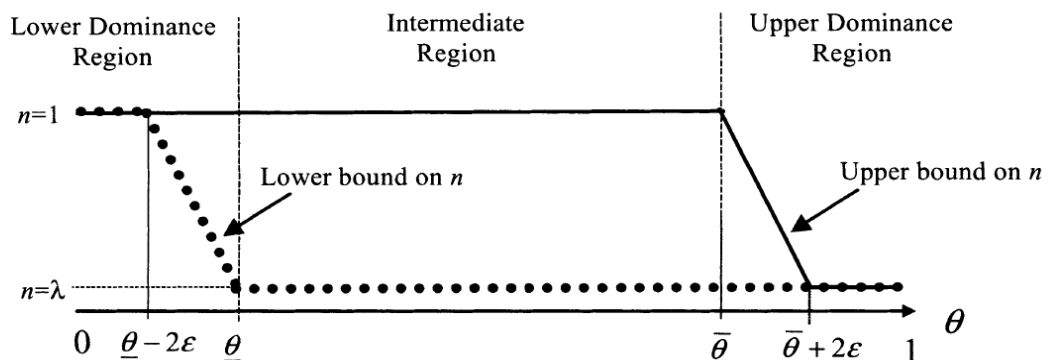 Lower Dominance
Region
Intermediate
Region
Upper Dominance
Region
n=1
Lower bound on n
Upper bound on n
n=λ
0
θ̲ − 2ε
θ̲
θ̅
θ̅ + 2ε
1
θ